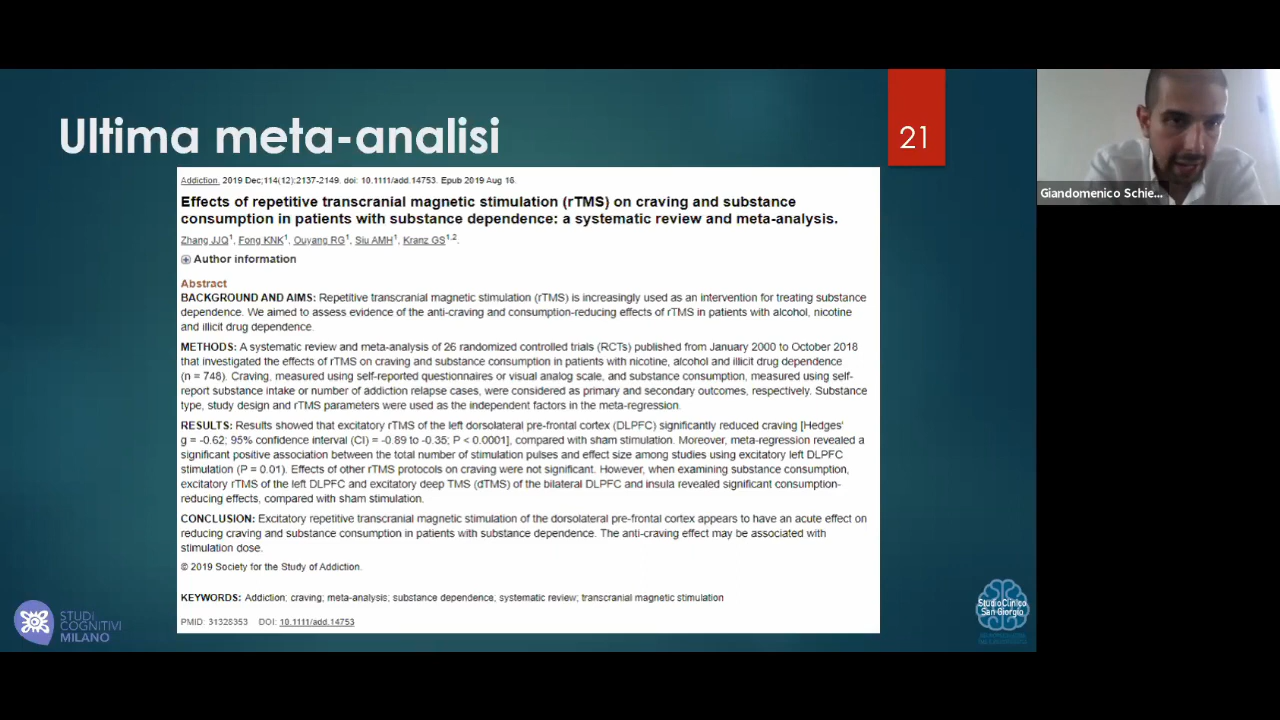 Ultima meta-analisi
21
Addiction. 2019 Dec;114(12):2137-2149. doi: 10.1111/add.14753. Epub 2019 Aug 16.
Effects of repetitive transcranial magnetic stimulation (rTMS) on craving and substance
consumption in patients with substance dependence: a systematic review and meta-analysis.
Zhang JJQ1, Fong KNK1, Ouyang RG1, Siu AMH1, Kranz GS1,2.
Author information
Abstract
BACKGROUND AND AIMS: Repetitive transcranial magnetic stimulation (rTMS) is increasingly used as an intervention for treating substance
dependence. We aimed to assess evidence of the anti-craving and consumption-reducing effects of rTMS in patients with alcohol, nicotine
and illicit drug dependence.
METHODS: A systematic review and meta-analysis of 26 randomized controlled trials (RCTs) published from January 2000 to October 2018
that investigated the effects of rTMS on craving and substance consumption in patients with nicotine, alcohol and illicit drug dependence
(n = 748). Craving, measured using self-reported questionnaires or visual analog scale, and substance consumption, measured using self-
report substance intake or number of addiction relapse cases, were considered as primary and secondary outcomes, respectively. Substance
type, study design and rTMS parameters were used as the independent factors in the meta-regression.
RESULTS: Results showed that excitatory rTMS of the left dorsolateral pre-frontal cortex (DLPFC) significantly reduced craving [Hedges'
g = -0.62; 95% confidence interval (CI) = -0.89 to -0.35; P < 0.0001], compared with sham stimulation. Moreover, meta-regression revealed a
significant positive association between the total number of stimulation pulses and effect size among studies using excitatory left DLPFC
stimulation (P = 0.01). Effects of other rTMS protocols on craving were not significant. However, when examining substance consumption,
excitatory rTMS of the left DLPFC and excitatory deep TMS (dTMS) of the bilateral DLPFC and insula revealed significant consumption-
reducing effects, compared with sham stimulation.
CONCLUSION: Excitatory repetitive transcranial magnetic stimulation of the dorsolateral pre-frontal cortex appears to have an acute effect on
reducing craving and substance consumption in patients with substance dependence. The anti-craving effect may be associated with
stimulation dose.
© 2019 Society for the Study of Addiction.
KEYWORDS: Addiction; craving; meta-analysis; substance dependence; systematic review; transcranial magnetic stimulation
PMID: 31328353 DOI: 10.1111/add.14753
Giandomenico Schie...
STUDI
COGNITIVI
MILANO
Studio Clinico
San Giorgio